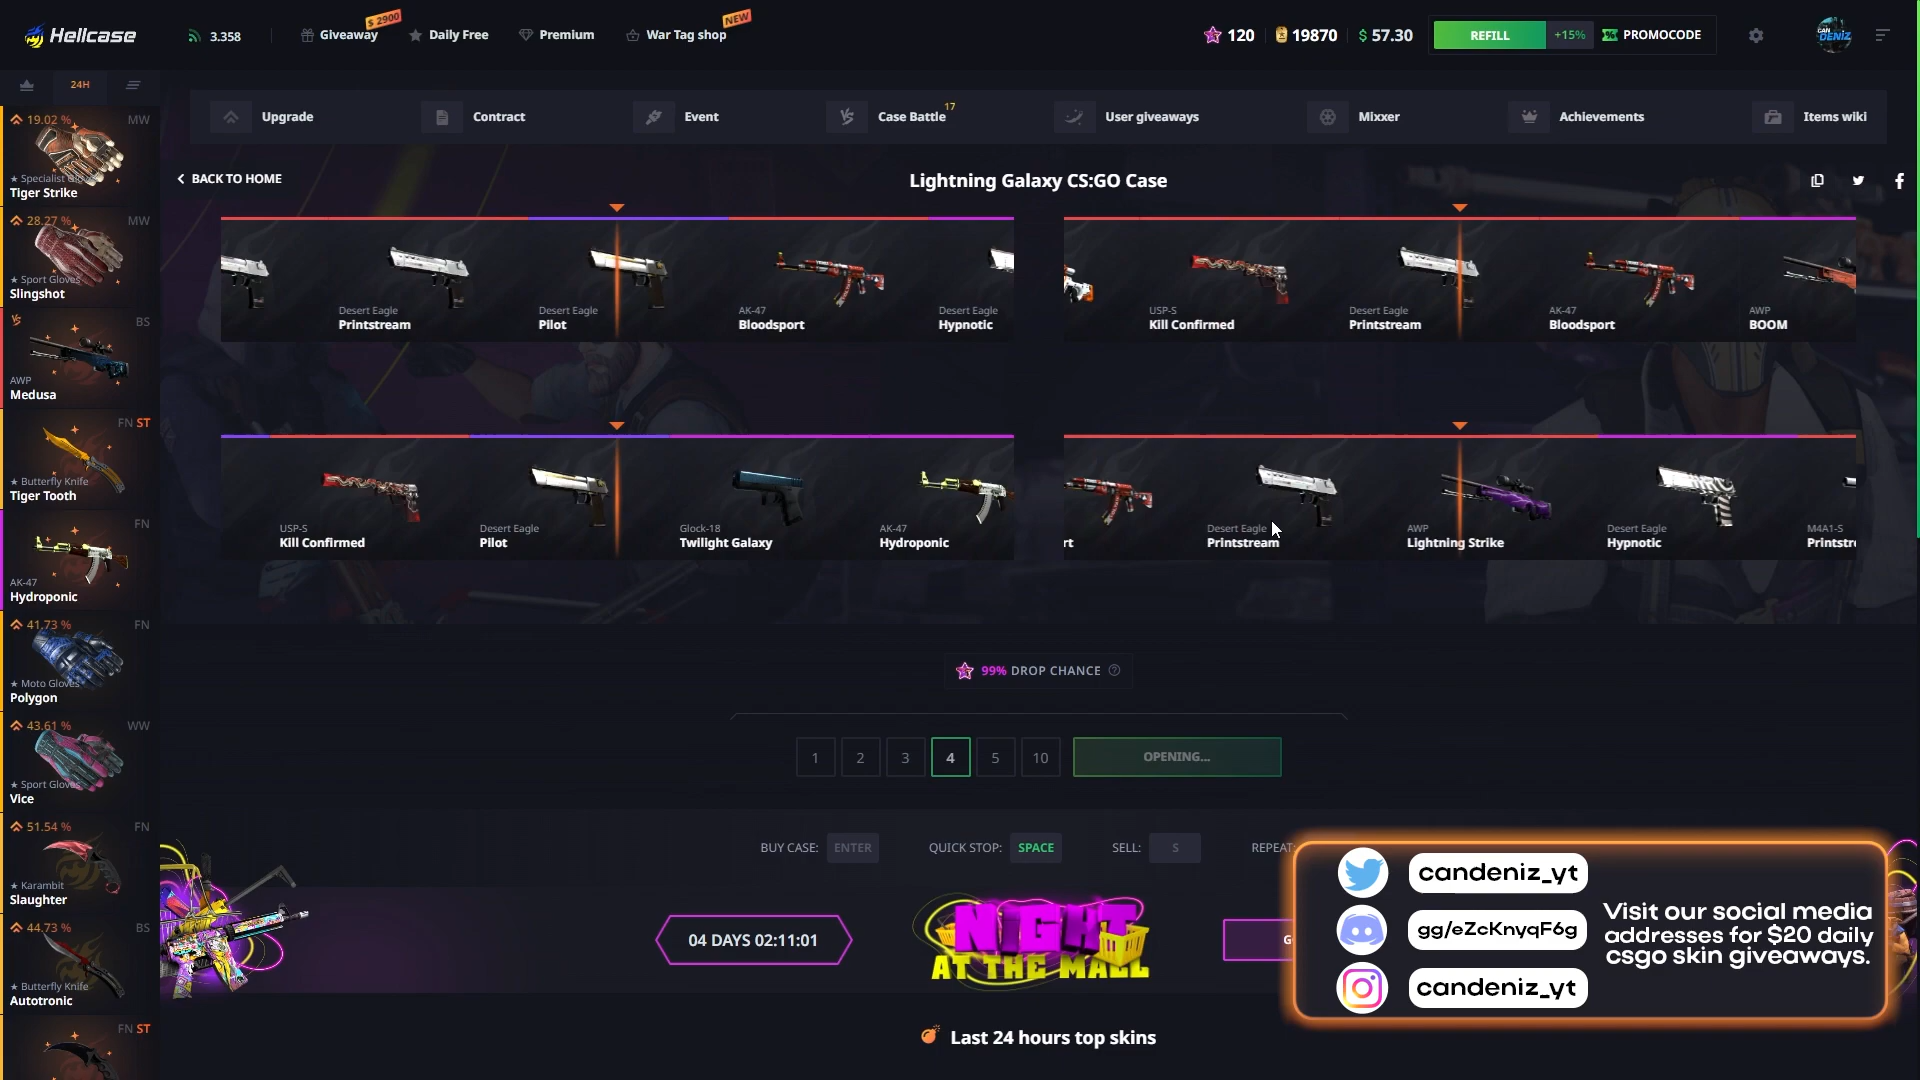 Hellcase
3.358
Giveaway
$ 2900
Daily Free
Premium
War Tag shop
NEW
120
19870
$ 57.30
REFILL
+15%
PROMOCODE
CAN DENİZ
24H
Upgrade
Contract
Event
Case Battle
17
User giveaways
Mixxer
Achievements
Items wiki
BACK TO HOME
Lightning Galaxy CS:GO Case
19.02 %
MW
★ Specialist Glo
Tiger Strike
28.27 %
MW
★ Sport Gloves
Slingshot
BS
AWP
Medusa
FN ST
★ Butterfly Knife
Tiger Tooth
FN
AK-47
Hydroponic
41.73 %
FN
★ Moto Gloves
Polygon
43.61 %
WW
★ Sport Gloves
Vice
51.54 %
FN
★ Karambit
Slaughter
44.73 %
BS
★ Butterfly Knife
Autotronic
FN ST
Desert Eagle
Printstream
Desert Eagle
Pilot
AK-47
Bloodsport
Desert Eagle
Hypnotic
USP-S
Kill Confirmed
Desert Eagle
Printstream
AK-47
Bloodsport
AWP
BOOM
USP-S
Kill Confirmed
Desert Eagle
Pilot
Glock-18
Twilight Galaxy
AK-47
Hydroponic
rt
Desert Eagle
Printstream
AWP
Lightning Strike
Desert Eagle
Hypnotic
M4A1-S
Printstre
99% DROP CHANCE ?
1
2
3
4
5
10
OPENING...
BUY CASE: ENTER
QUICK STOP: SPACE
SELL: S
REPEAT:
04 DAYS 02:11:01
NIGHT
AT THE MALL
G
candeniz_yt
gg/eZcKnyqF6g
candeniz_yt
Visit our social media
addresses for $20 daily
csgo skin giveaways.
Last 24 hours top skins